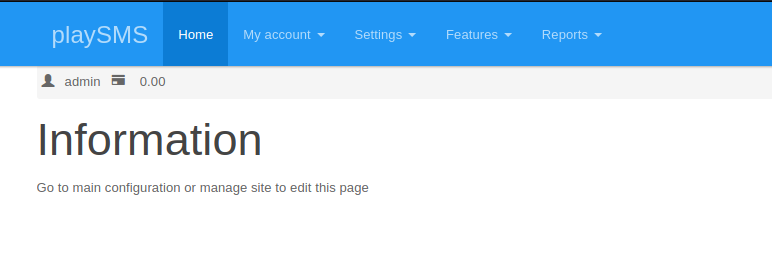 playSMS Home My account Settings Features Reports
admin 0.00
Information
Go to main configuration or manage site to edit this page